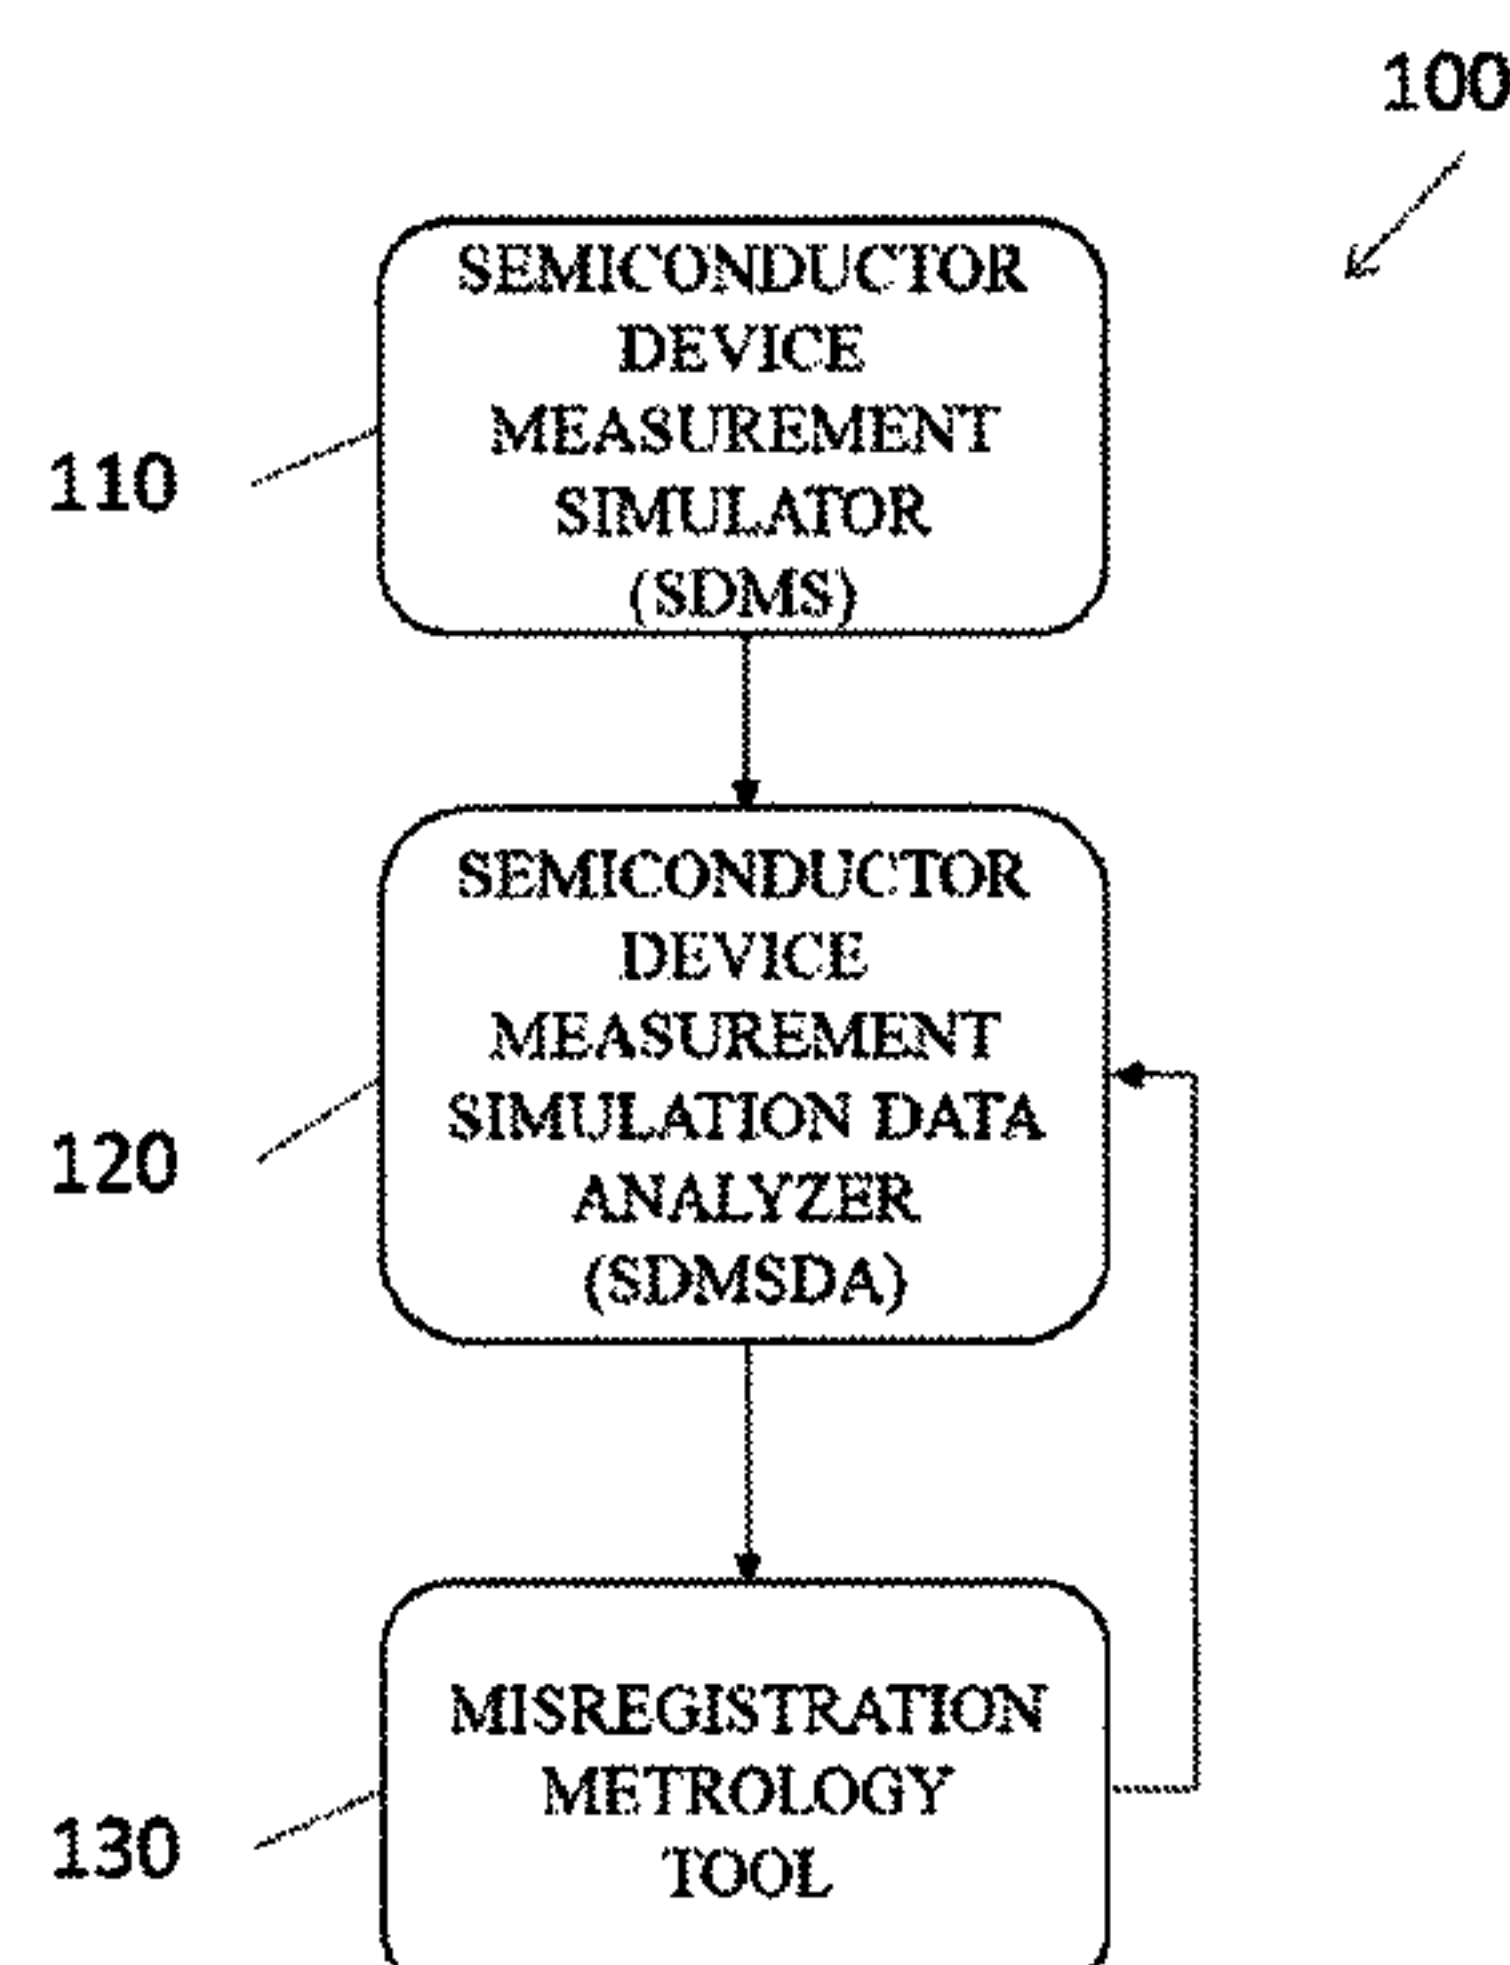 100
SEMICONDUCTOR
DEVICE
MEASUREMENT
SIMULATOR
(SDMS)
110
SEMICONDUCTOR
DEVICE
MEASUREMENT
SIMULATION DATA
ANALYZER
(SDMSDA)
120
MISREGISTRATION
METROLOGY
TOOL
130